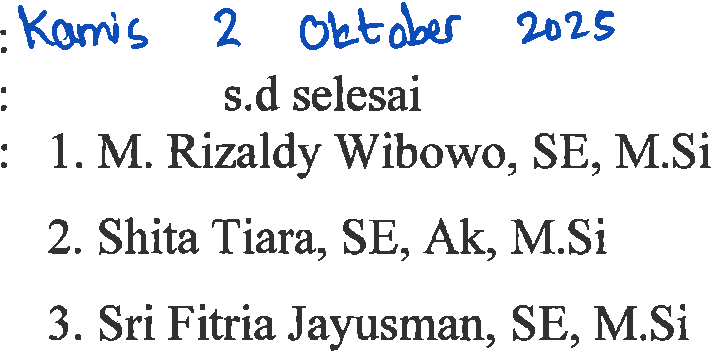 : Kamis 2 Oktober 2025
: s.d selesai
: 1. M. Rizaldy Wibowo, SE, M.Si
2. Shita Tiara, SE, Ak, M.Si
3. Sri Fitria Jayusman, SE, M.Si